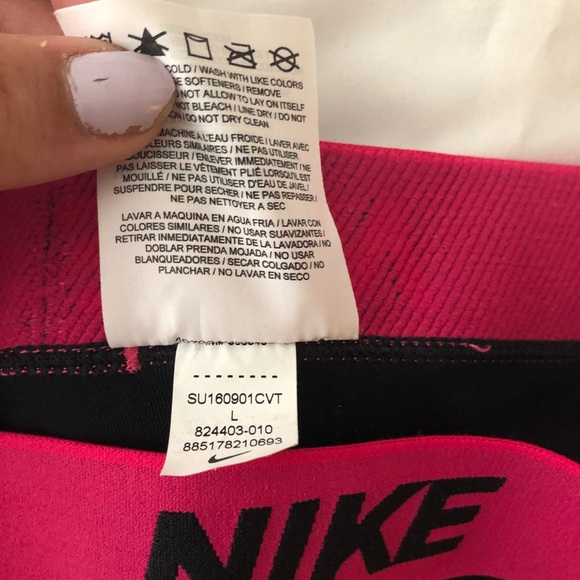 COLD / WASH WITH LIKE COLORS
SOFTENERS / REMOVE
NOT ALLOW TO LAY ON ITSELF
NOT BLEACH / LINE DRY / DO NOT
DO NOT DRY CLEAN
MACHINE A L'EAU FROIDE / LAVER AVEC
COULEURS SIMILAIRES / NE PAS UTILISER
D'ADOUCISSEUR / ENLEVER IMMEDIATEMENT / NE
PAS LAISSER LE VÊTEMENT PLIÉ LORSQU'IL EST
MOUILLÉ / NE PAS UTILISER D'EAU DE JAVEL /
SUSPENDRE POUR SECHER / NE PAS REPASSER /
NE PAS NETTOYER A SEC
LAVAR A MAQUINA EN AGUA FRIA / LAVAR CON
COLORES SIMILARES / NO USAR SUAVIZANTES /
RETIRAR INMEDIATAMENTE DE LA LAVADORA / NO
DOBLAR PRENDA MOJADA / NO USAR
BLANQUEADORES / SECAR COLGADO / NO
PLANCHAR / NO LAVAR EN SECO
--------
SU160901CVT
L
824403-010
885178210693
NIKE